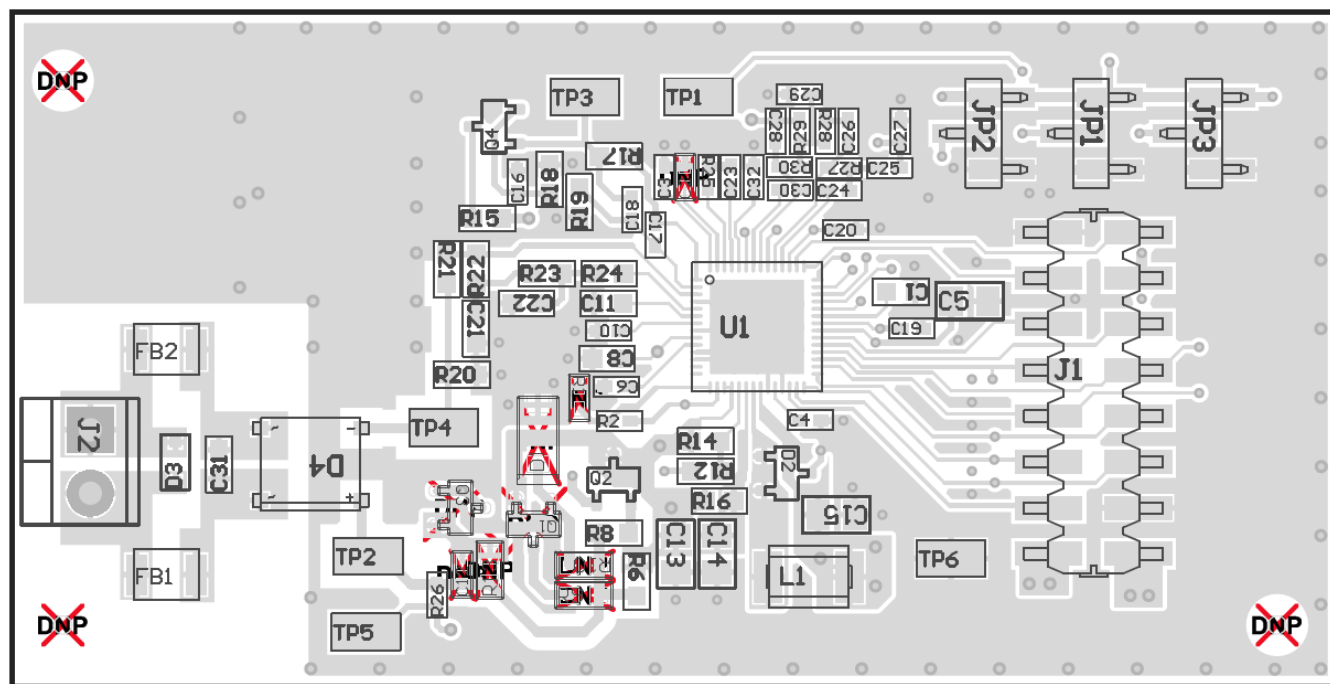 DNP
TP3
TP1
C29
Q4
C28
R29
R28
C26
C27
JP2
JP1
JP3
R17
C16
R18
R19
C3
R25
C23
C32
R30
R27
C25
C30
C24
R15
C18
C17
C20
R21
R22
R23
R24
C22
C11
C21
C10
U1
C1
C5
C19
FB2
C8
R20
C6
J1
J2
TP4
R2
C4
D3
C31
D4
R14
R12
D2
Q2
R16
C15
Q1
R8
C13
C14
TP2
R6
L1
TP6
FB1
DNP
R26
TP5
DNP
DNP